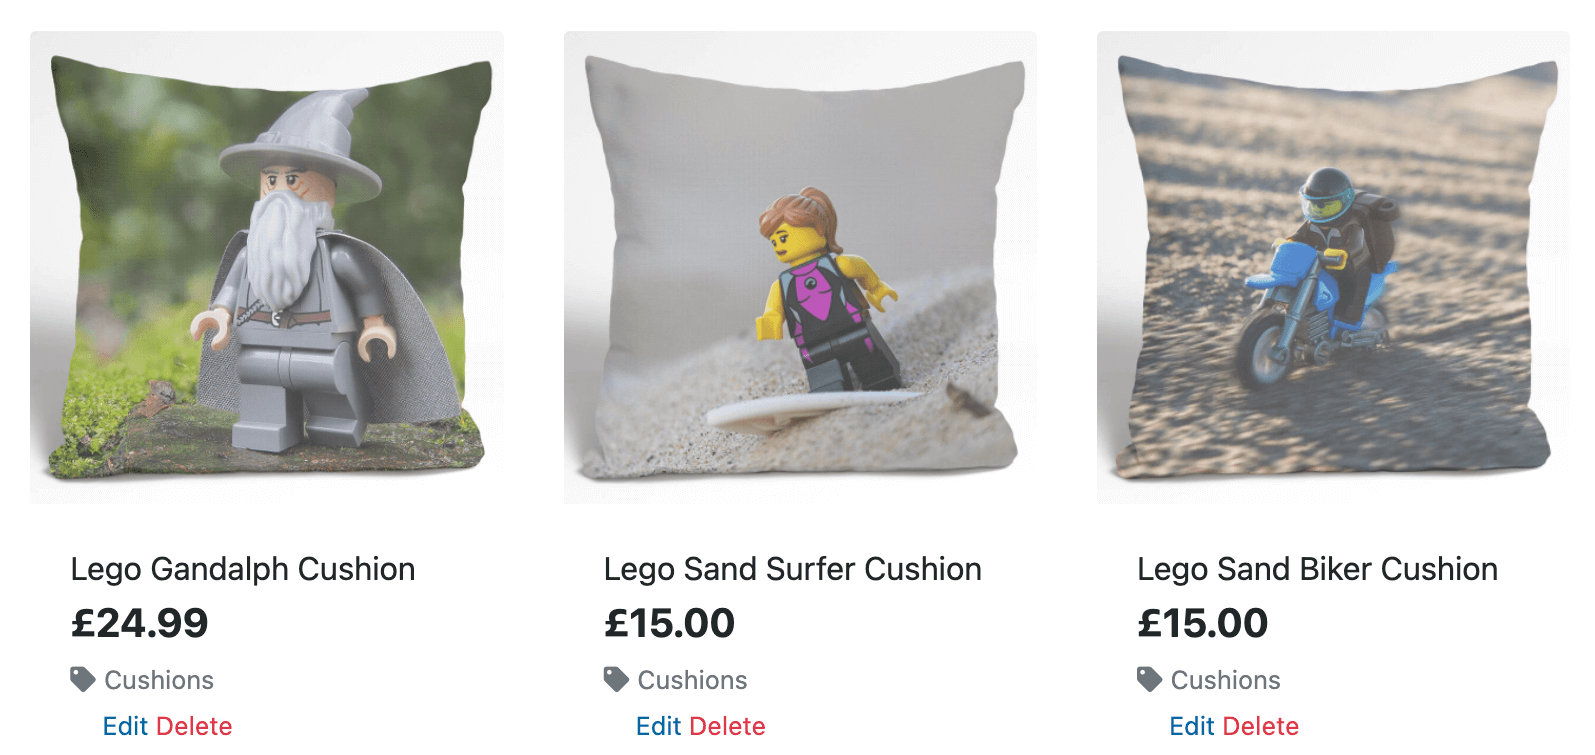 Lego Gandalph Cushion
£24.99
Cushions
Edit Delete
Lego Sand Surfer Cushion
£15.00
Cushions
Edit Delete
Lego Sand Biker Cushion
£15.00
Cushions
Edit Delete